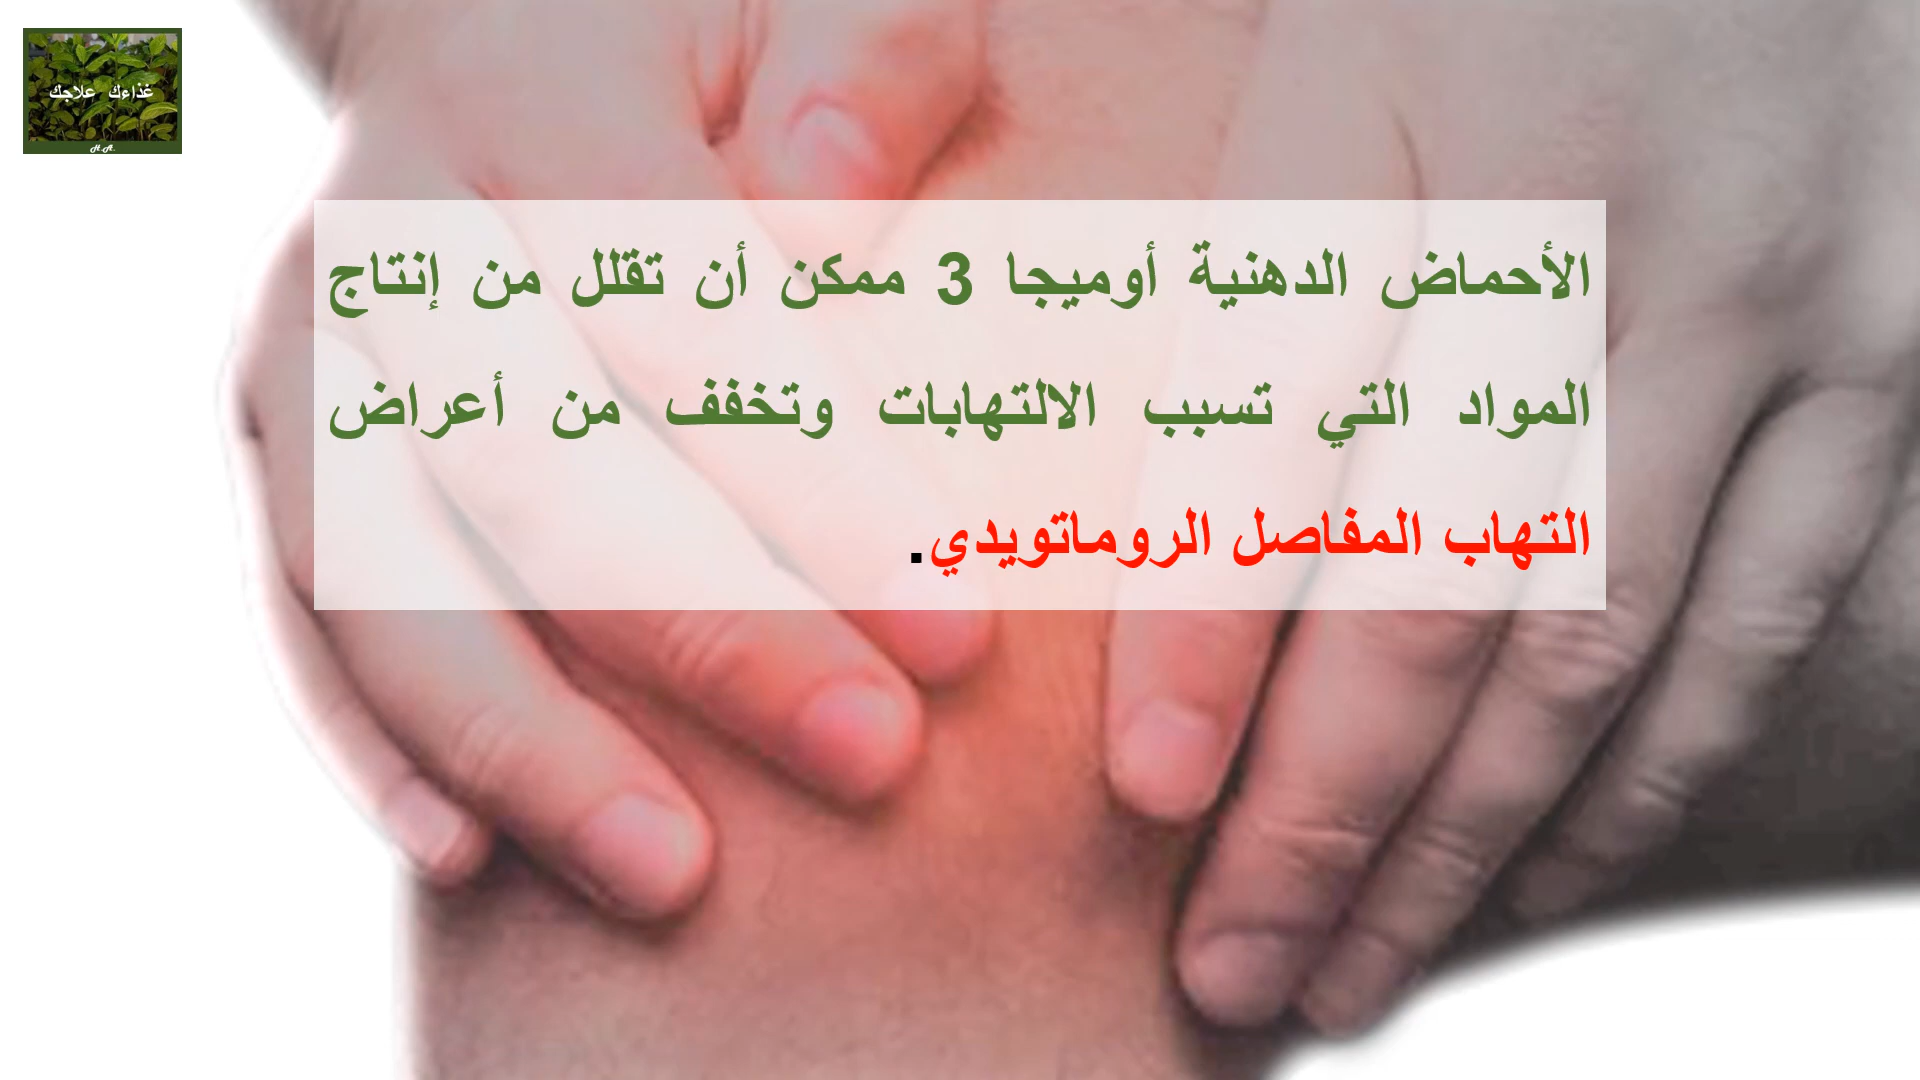 غذاءك علاجك
H.A.
الأحماض الدهنية أوميجا 3 ممكن أن تقلل من إنتاج
المواد التي تسبب الالتهابات وتخفف من أعراض
التهاب المفاصل الروماتويدي.